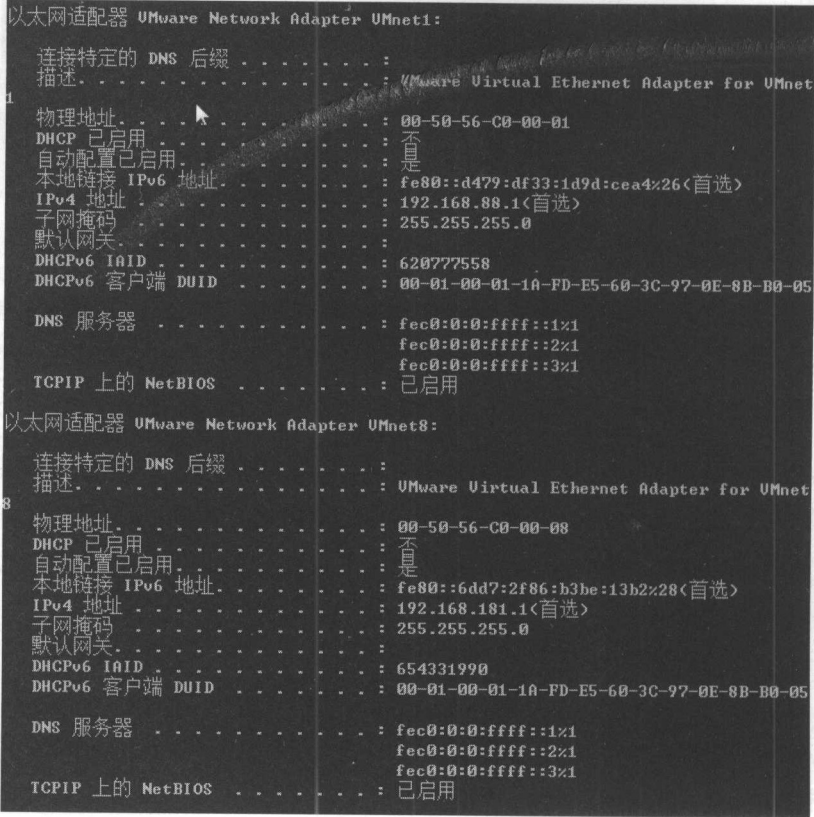 以太网适配器 VMware Network Adapter VMnet1:
连接特定的 DNS 后缀 . . . . . . . :
描述. . . . . . . . . . . . . . . : VMware Virtual Ethernet Adapter for VMnet
1
物理地址. . . . . . . . . . . . . : 00-50-56-C0-00-01
DHCP 已启用 . . . . . . . . . . . : 否
自动配置已启用. . . . . . . . . . : 是
本地链接 IPv6 地址. . . . . . . . : fe80::d479:df33:1d9d:cea4%26(首选)
IPv4 地址 . . . . . . . . . . . . : 192.168.88.1(首选)
子网掩码 . . . . . . . . . . . . : 255.255.255.0
默认网关. . . . . . . . . . . . . :
DHCPv6 IAID . . . . . . . . . . . : 620777558
DHCPv6 客户端 DUID . . . . . . . : 00-01-00-01-1A-FD-E5-60-3C-97-0E-8B-B0-05
DNS 服务器 . . . . . . . . . . . : fec0:0:0:ffff::1%1
fec0:0:0:ffff::2%1
fec0:0:0:ffff::3%1
TCPIP 上的 NetBIOS . . . . . . . : 已启用
以太网适配器 VMware Network Adapter VMnet8:
连接特定的 DNS 后缀 . . . . . . . :
描述. . . . . . . . . . . . . . . : VMware Virtual Ethernet Adapter for VMnet
8
物理地址. . . . . . . . . . . . . : 00-50-56-C0-00-08
DHCP 已启用 . . . . . . . . . . . : 否
自动配置已启用. . . . . . . . . . : 是
本地链接 IPv6 地址. . . . . . . . : fe80::6dd7:2f86:b3be:13b2%28(首选)
IPv4 地址 . . . . . . . . . . . . : 192.168.181.1(首选)
子网掩码 . . . . . . . . . . . . : 255.255.255.0
默认网关. . . . . . . . . . . . . :
DHCPv6 IAID . . . . . . . . . . . : 654331990
DHCPv6 客户端 DUID . . . . . . . : 00-01-00-01-1A-FD-E5-60-3C-97-0E-8B-B0-05
DNS 服务器 . . . . . . . . . . . : fec0:0:0:ffff::1%1
fec0:0:0:ffff::2%1
fec0:0:0:ffff::3%1
TCPIP 上的 NetBIOS . . . . . . . : 已启用